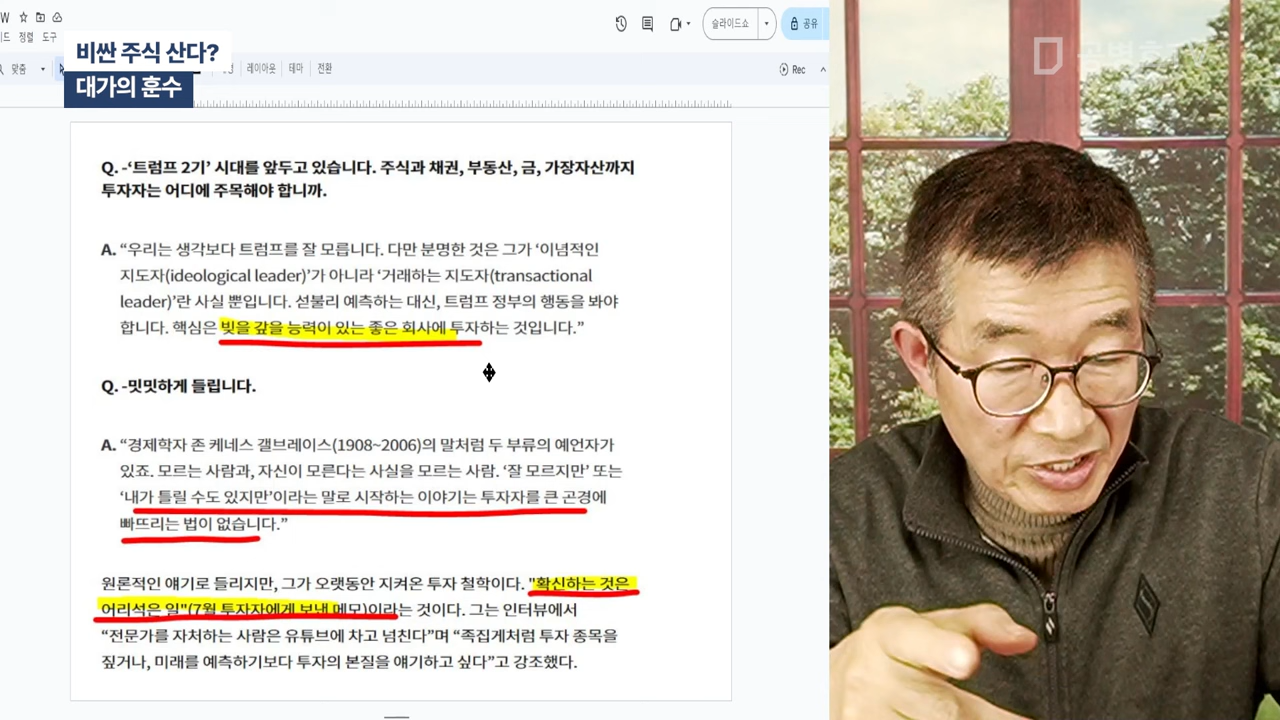 W
슬라이드쇼
공유
드 정렬 도구
비싼 주식 산다?
대가의 훈수
맞춤
레이아웃 테마 전환
Rec
공병호TV
Q. -‘트럼프 2기’ 시대를 앞두고 있습니다. 주식과 채권, 부동산, 금, 가장자산까지
투자자는 어디에 주목해야 합니까.
A. “우리는 생각보다 트럼프를 잘 모릅니다. 다만 분명한 것은 그가 ‘이념적인
지도자(ideological leader)’가 아니라 ‘거래하는 지도자(transactional
leader)’란 사실 뿐입니다. 섣불리 예측하는 대신, 트럼프 정부의 행동을 봐야
합니다. 핵심은 빚을 갚을 능력이 있는 좋은 회사에 투자하는 것입니다.”
Q. -밋밋하게 들립니다.
A. “경제학자 존 케네스 갤브레이스(1908~2006)의 말처럼 두 부류의 예언자가
있죠. 모르는 사람과, 자신이 모른다는 사실을 모르는 사람. ‘잘 모르지만’ 또는
‘내가 틀릴 수도 있지만’이라는 말로 시작하는 이야기는 투자자를 큰 곤경에
빠뜨리는 법이 없습니다.”
원론적인 얘기로 들리지만, 그가 오랫동안 지켜온 투자 철학이다. "확신하는 것은
어리석은 일"(7월 투자자에게 보낸 메모)이라는 것이다. 그는 인터뷰에서
“전문가를 자처하는 사람은 유튜브에 차고 넘친다”며 “족집게처럼 투자 종목을
짚거나, 미래를 예측하기보다 투자의 본질을 얘기하고 싶다”고 강조했다.